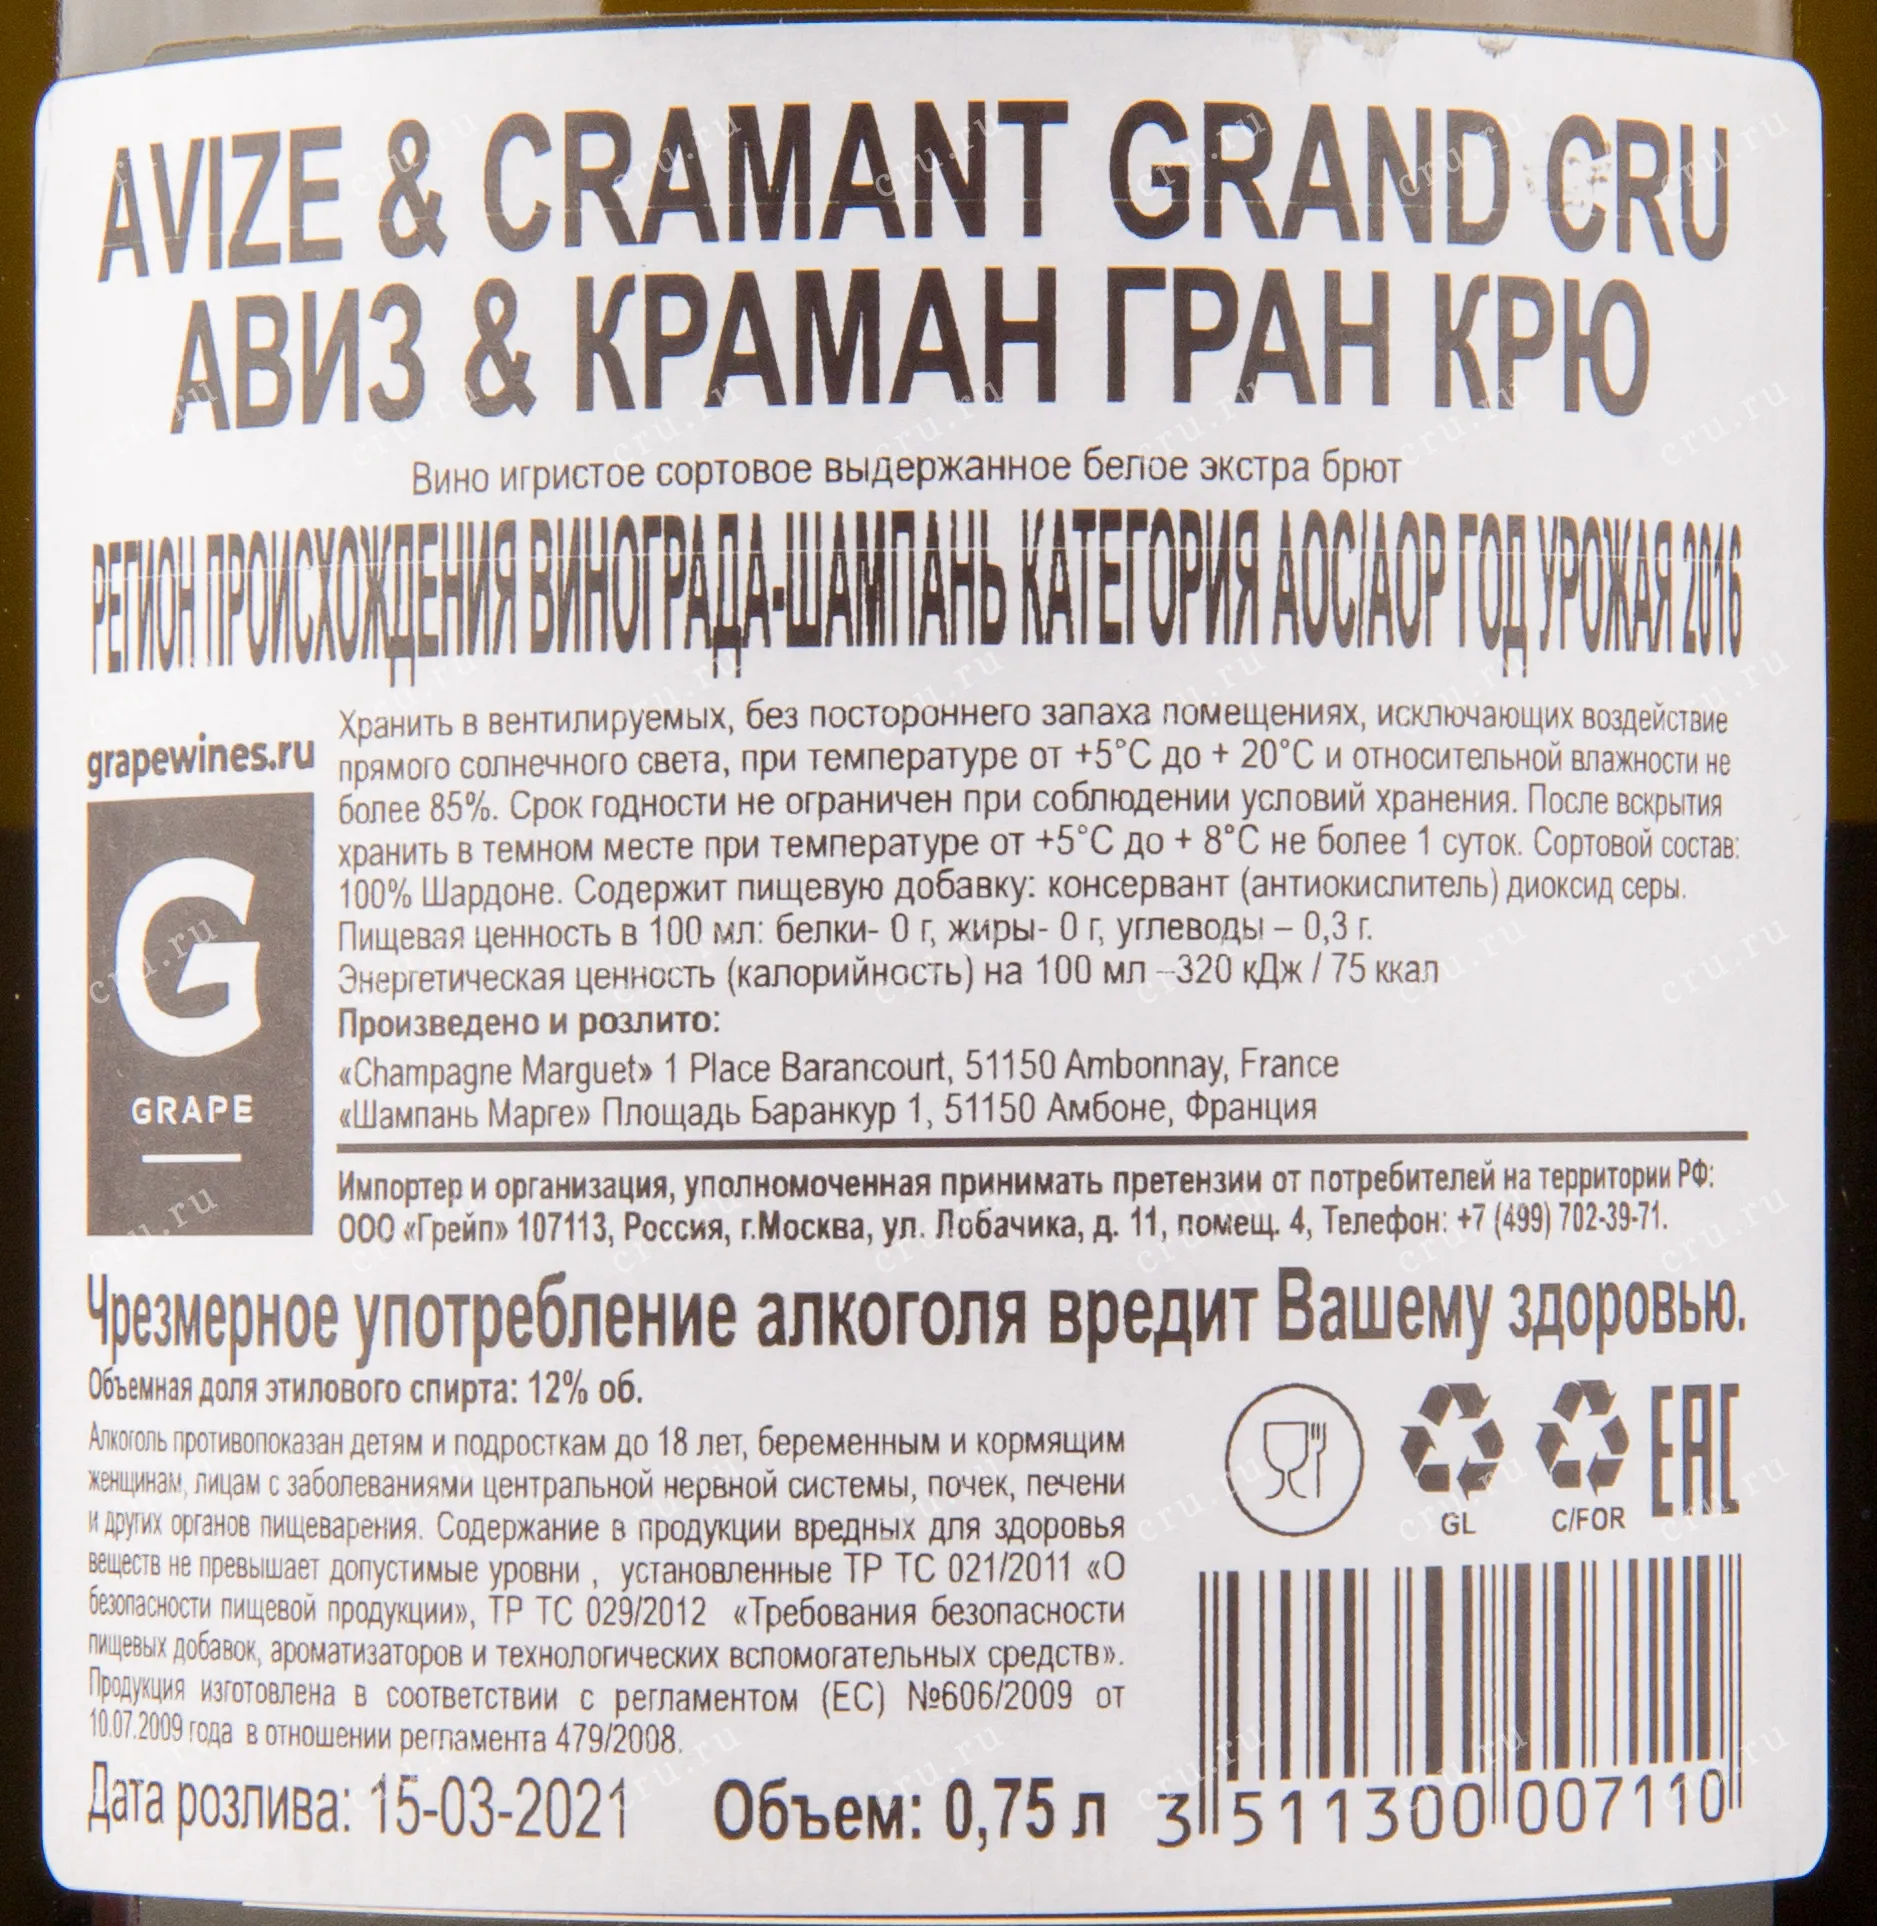 AVIZE & CRAMANT GRAND CRU
АВИЗ & КРАМАН ГРАН КРЮ
Вино игристое сортовое выдержанное белое экстра брют
РЕГИОН ПРОИСХОЖДЕНИЯ ВИНОГРАДА-ШАМПАНЬ КАТЕГОРИЯ AOC/AOP ГОД УРОЖАЯ 2016
grapewines.ru
G
GRAPE
Хранить в вентилируемых, без постороннего запаха помещениях, исключающих воздействие
прямого солнечного света, при температуре от +5°С до + 20°С и относительной влажности не
более 85%. Срок годности не ограничен при соблюдении условий хранения. После вскрытия
хранить в темном месте при температуре от +5°С до + 8°С не более 1 суток. Сортовой состав:
100% Шардоне. Содержит пищевую добавку: консервант (антиокислитель) диоксид серы.
Пищевая ценность в 100 мл: белки- 0 г, жиры- 0 г, углеводы – 0,3 г.
Энергетическая ценность (калорийность) на 100 мл –320 кДж / 75 ккал
Произведено и розлито:
«Champagne Marguet» 1 Place Barancourt, 51150 Ambonnay, France
«Шампань Марге» Площадь Баранкур 1, 51150 Амбоне, Франция
Импортер и организация, уполномоченная принимать претензии от потребителей на территории РФ:
ООО «Грейп» 107113, Россия, г.Москва, ул. Лобачика, д. 11, помещ. 4, Телефон: +7 (499) 702-39-71.
Чрезмерное употребление алкоголя вредит Вашему здоровью.
Объемная доля этилового спирта: 12% об.
Алкоголь противопоказан детям и подросткам до 18 лет, беременным и кормящим
женщинам, лицам с заболеваниями центральной нервной системы, почек, печени
и других органов пищеварения. Содержание в продукции вредных для здоровья
веществ не превышает допустимые уровни , установленные ТР ТС 021/2011 «О
безопасности пищевой продукции», ТР ТС 029/2012 «Требования безопасности
пищевых добавок, ароматизаторов и технологических вспомогательных средств».
Продукция изготовлена в соответствии с регламентом (ЕС) №606/2009 от
10.07.2009 года в отношении регламента 479/2008.
GL
C/FOR
EAC
Дата розлива: 15-03-2021
Объем: 0,75 л
3 511300 007110
cru.ru